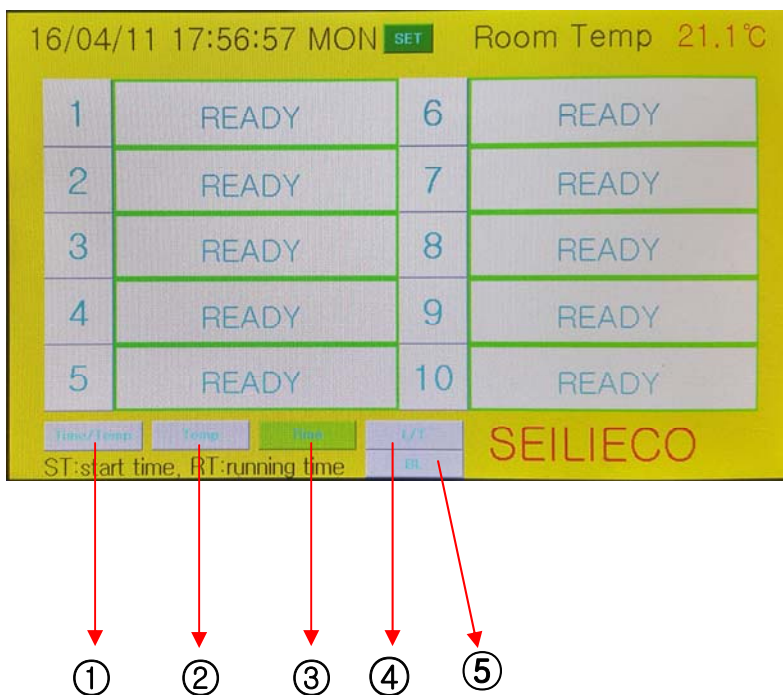 16/04/11 17:56:57 MON SET Room Temp 21.1℃
1 READY 6 READY
2 READY 7 READY
3 READY 8 READY
4 READY 9 READY
5 READY 10 READY
Time/Temp Temp
SEILIECO
ST:start time, RT:running time BL
① ② ③ ④ ⑤